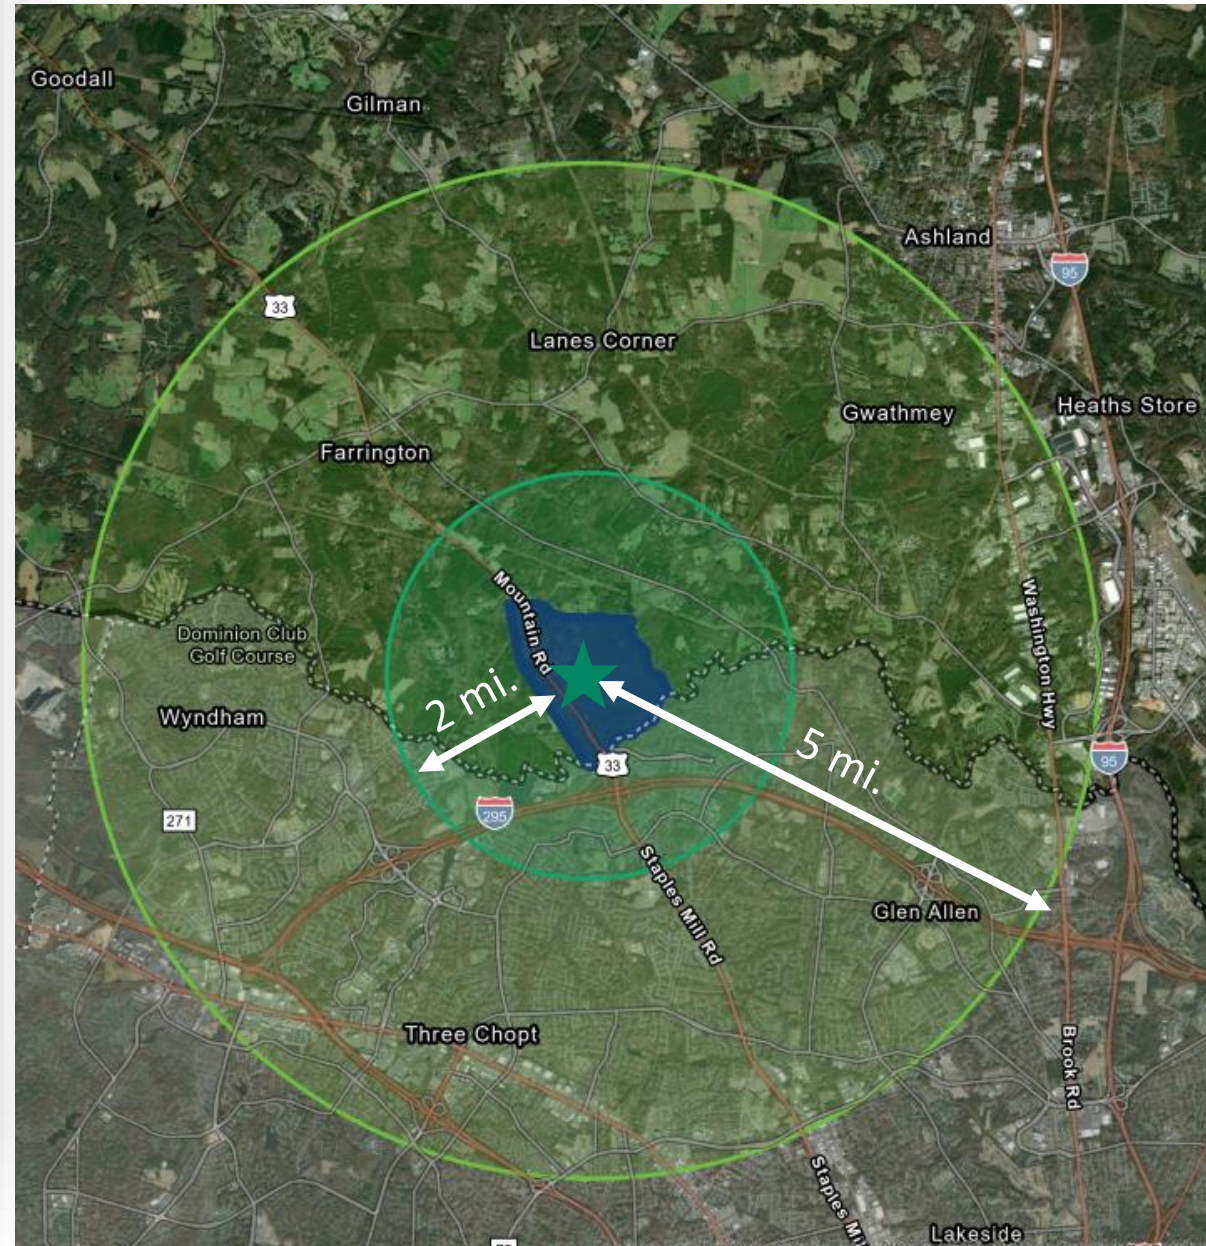 Goodall
Gilman
Ashland
95
33
Lanes Corner
Gwathmey
Heaths Store
Farrington
Mountain Rd
Washington Hwy
Dominion Club
Golf Course
Wyndham
2 mi.
5 mi.
33
95
295
271
Staples Mill Rd
Glen Allen
Three Chopt
Brook Rd
Staples Mi
Lakeside